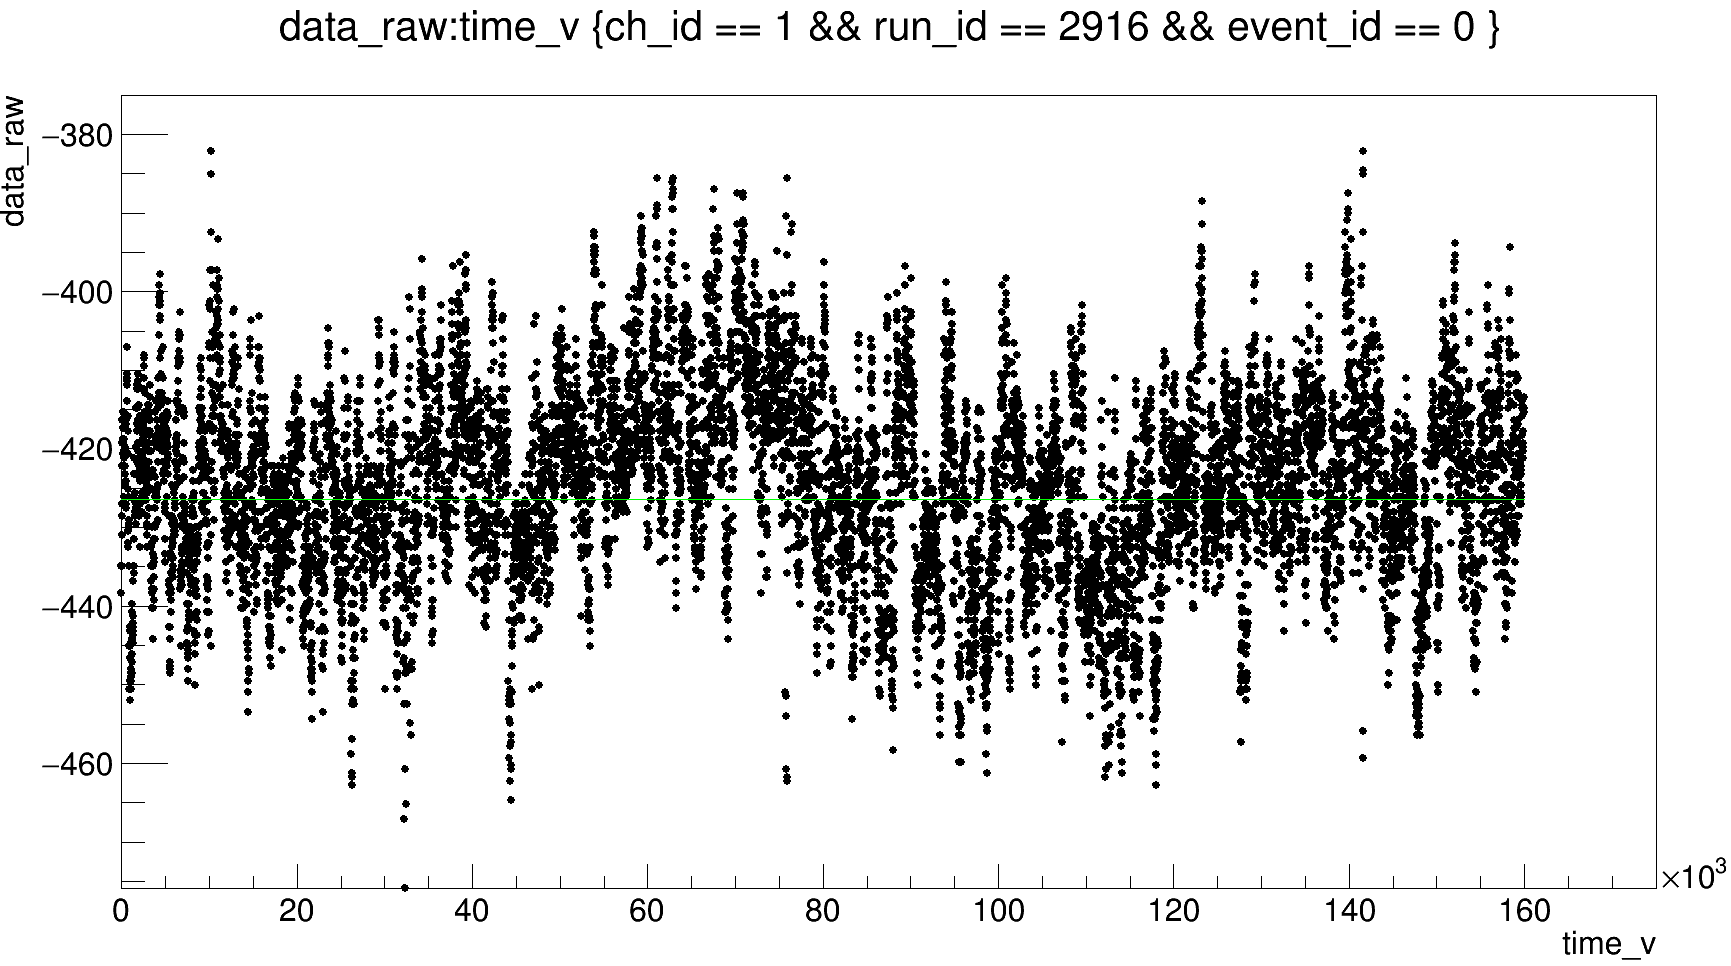 data_raw:time_v {ch_id == 1 && run_id == 2916 && event_id == 0 }
data_raw
−380
−400
−420
−440
−460
0 20 40 60 80 100 120 140 160
×10³
time_v